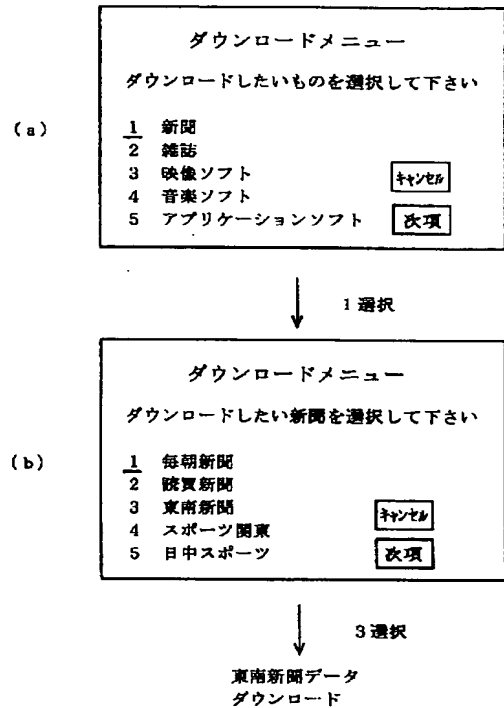 ダウンロードメニュー
ダウンロードしたいものを選択して下さい
(a)
1 新聞
2 雑誌
3 映像ソフト
4 音楽ソフト
5 アプリケーションソフト
キャンセル
次項
1選択
ダウンロードメニュー
ダウンロードしたい新聞を選択して下さい
(b)
1 毎朝新聞
2 読買新聞
3 東南新聞
4 スポーツ関東
5 日中スポーツ
キャンセル
次項
3選択
東南新聞データ
ダウンロード